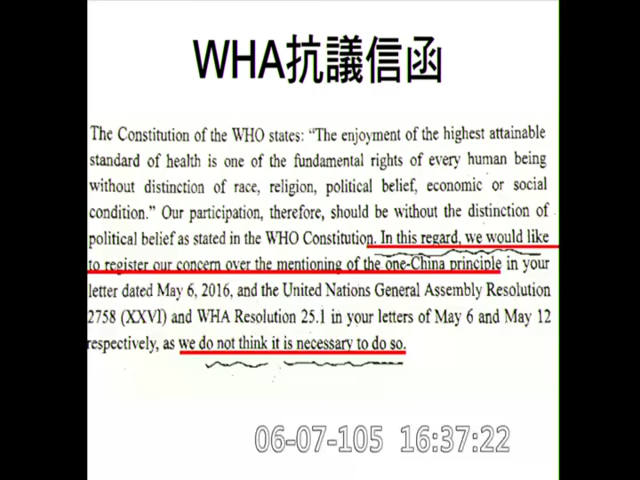 WHA抗議信函
The Constitution of the WHO states: “The enjoyment of the highest attainable
standard of health is one of the fundamental rights of every human being
without distinction of race, religion, political belief, economic or social
condition.” Our participation, therefore, should be without the distinction of
political belief as stated in the WHO Constitution. In this regard, we would like
to register our concern over the mentioning of the one-China principle in your
letter dated May 6, 2016, and the United Nations General Assembly Resolution
2758 (XXVI) and WHA Resolution 25.1 in your letters of May 6 and May 12
respectively, as we do not think it is necessary to do so.
06-07-105 16:37:22